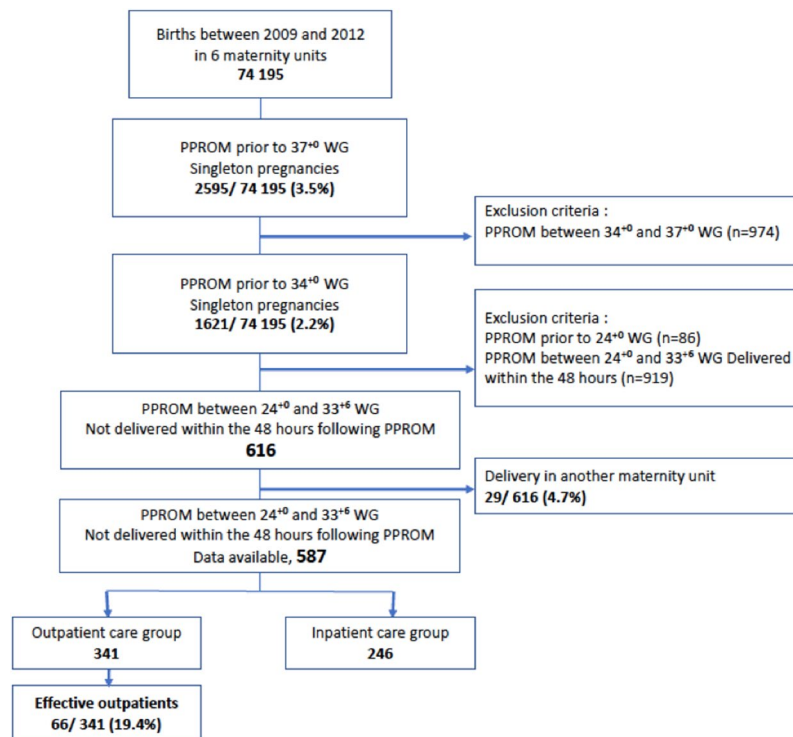 Births between 2009 and 2012
in 6 maternity units
74 195
PPROM prior to 37⁺⁰ WG
Singleton pregnancies
2595/ 74 195 (3.5%)
Exclusion criteria :
PPROM between 34⁺⁰ and 37⁺⁰ WG (n=974)
PPROM prior to 34⁺⁰ WG
Singleton pregnancies
1621/ 74 195 (2.2%)
Exclusion criteria :
PPROM prior to 24⁺⁰ WG (n=86)
PPROM between 24⁺⁰ and 33⁺⁶ WG Delivered
within the 48 hours (n=919)
PPROM between 24⁺⁰ and 33⁺⁶ WG
Not delivered within the 48 hours following PPROM
616
Delivery in another maternity unit
29/ 616 (4.7%)
PPROM between 24⁺⁰ and 33⁺⁶ WG
Not delivered within the 48 hours following PPROM
Data available, 587
Outpatient care group
341
Inpatient care group
246
Effective outpatients
66/ 341 (19.4%)